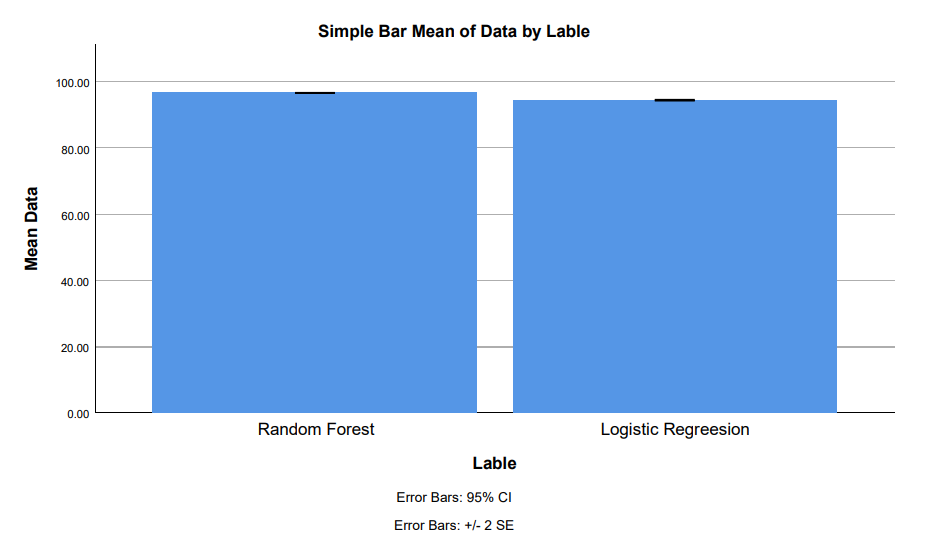 Simple Bar Mean of Data by Lable
Mean Data
100.00
80.00
60.00
40.00
20.00
0.00
Random Forest
Logistic Regreesion
Lable
Error Bars: 95% CI
Error Bars: +/- 2 SE